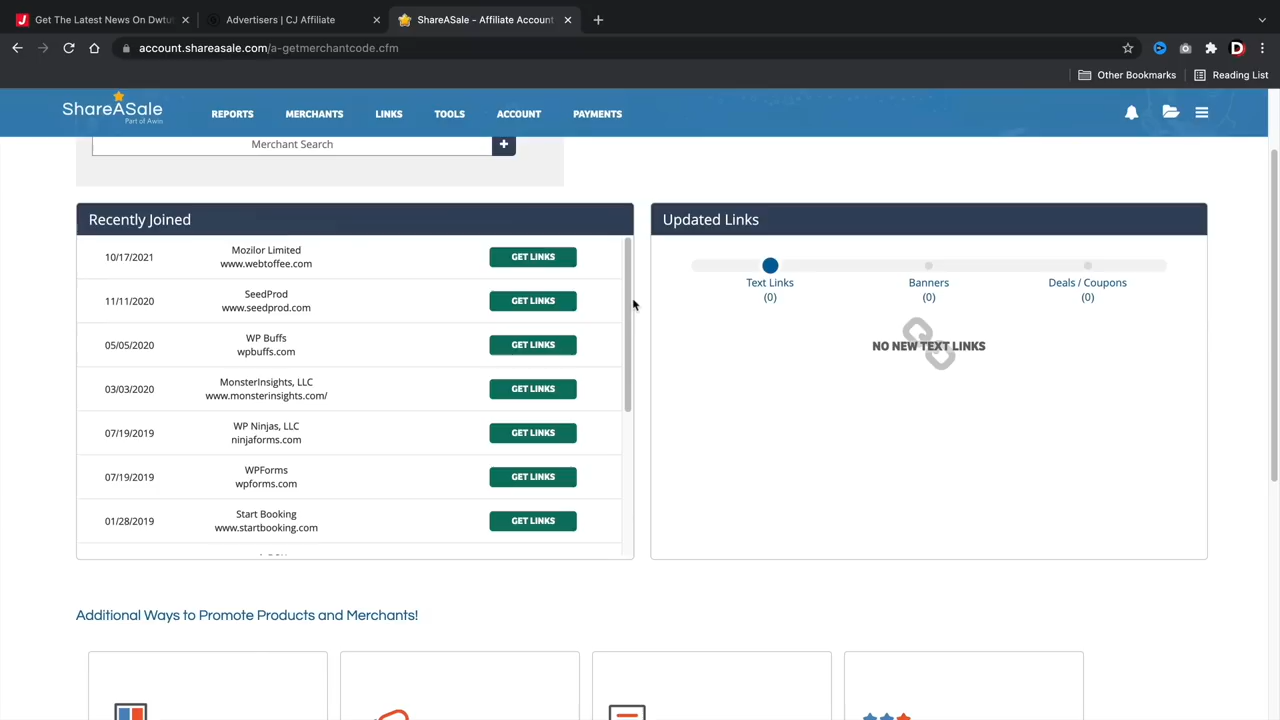 Get The Latest News On Dwtut
Advertisers | CJ Affiliate
ShareASale - Affiliate Account
account.shareasale.com/a-getmerchantcode.cfm
Other Bookmarks
Reading List
ShareASale
Part of Awin
REPORTS
MERCHANTS
LINKS
TOOLS
ACCOUNT
PAYMENTS
Merchant Search
Recently Joined
10/17/2021
Mozilor Limited
www.webtoffee.com
GET LINKS
11/11/2020
SeedProd
www.seedprod.com
GET LINKS
05/05/2020
WP Buffs
wpbuffs.com
GET LINKS
03/03/2020
MonsterInsights, LLC
www.monsterinsights.com/
GET LINKS
07/19/2019
WP Ninjas, LLC
ninjaforms.com
GET LINKS
07/19/2019
WPForms
wpforms.com
GET LINKS
01/28/2019
Start Booking
www.startbooking.com
GET LINKS
Updated Links
Text Links
(0)
Banners
(0)
Deals / Coupons
(0)
NO NEW TEXT LINKS
Additional Ways to Promote Products and Merchants!